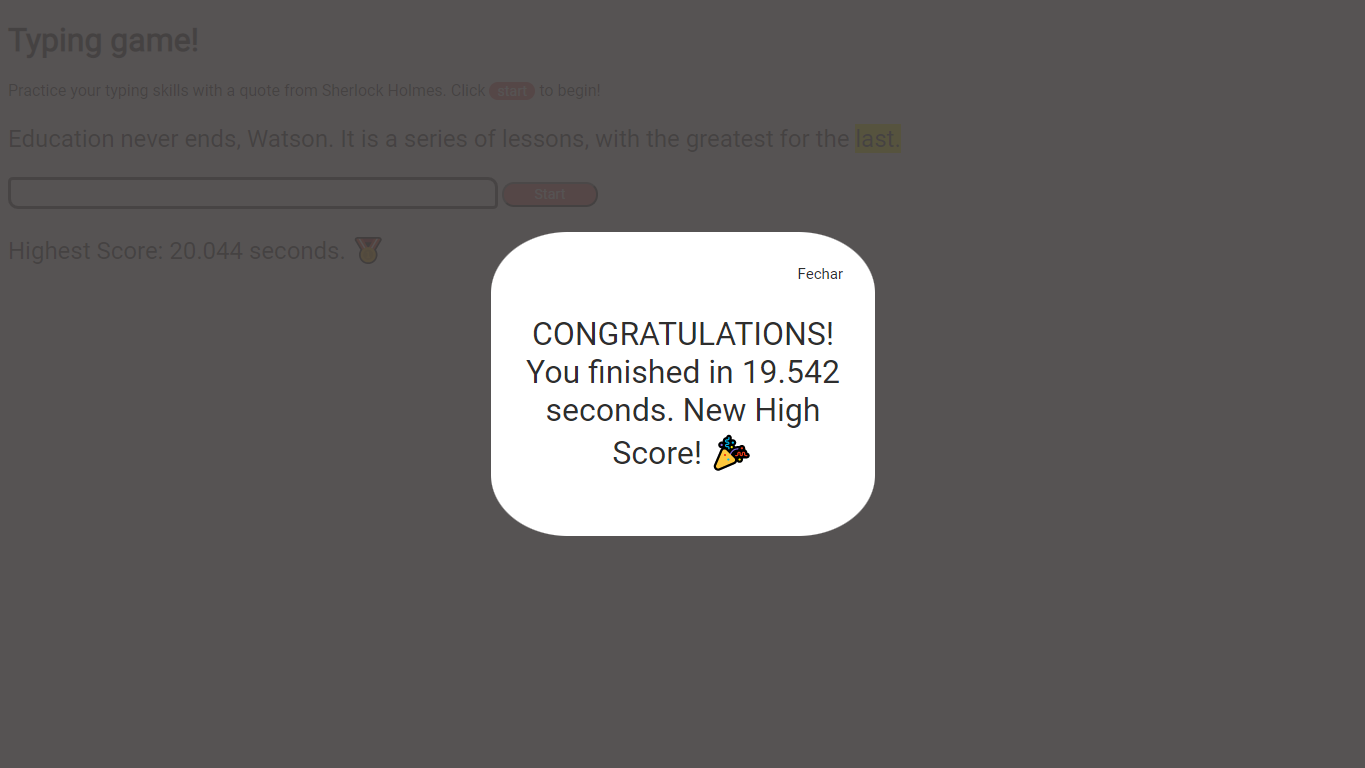 Typing game!
Practice your typing skills with a quote from Sherlock Holmes. Click start to begin!
Education never ends, Watson. It is a series of lessons, with the greatest for the last.
Start
Highest Score: 20.044 seconds. 🏅
Fechar
CONGRATULATIONS!
You finished in 19.542
seconds. New High
Score! 🎉